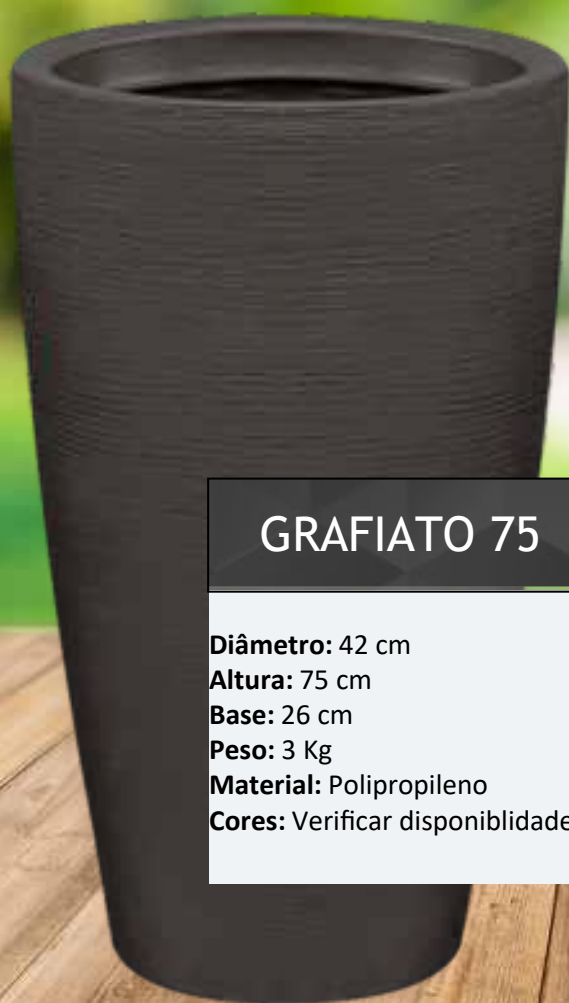 GRAFIATO 75
Diâmetro: 42 cm
Altura: 75 cm
Base: 26 cm
Peso: 3 Kg
Material: Polipropileno
Cores: Verificar disponiblidade